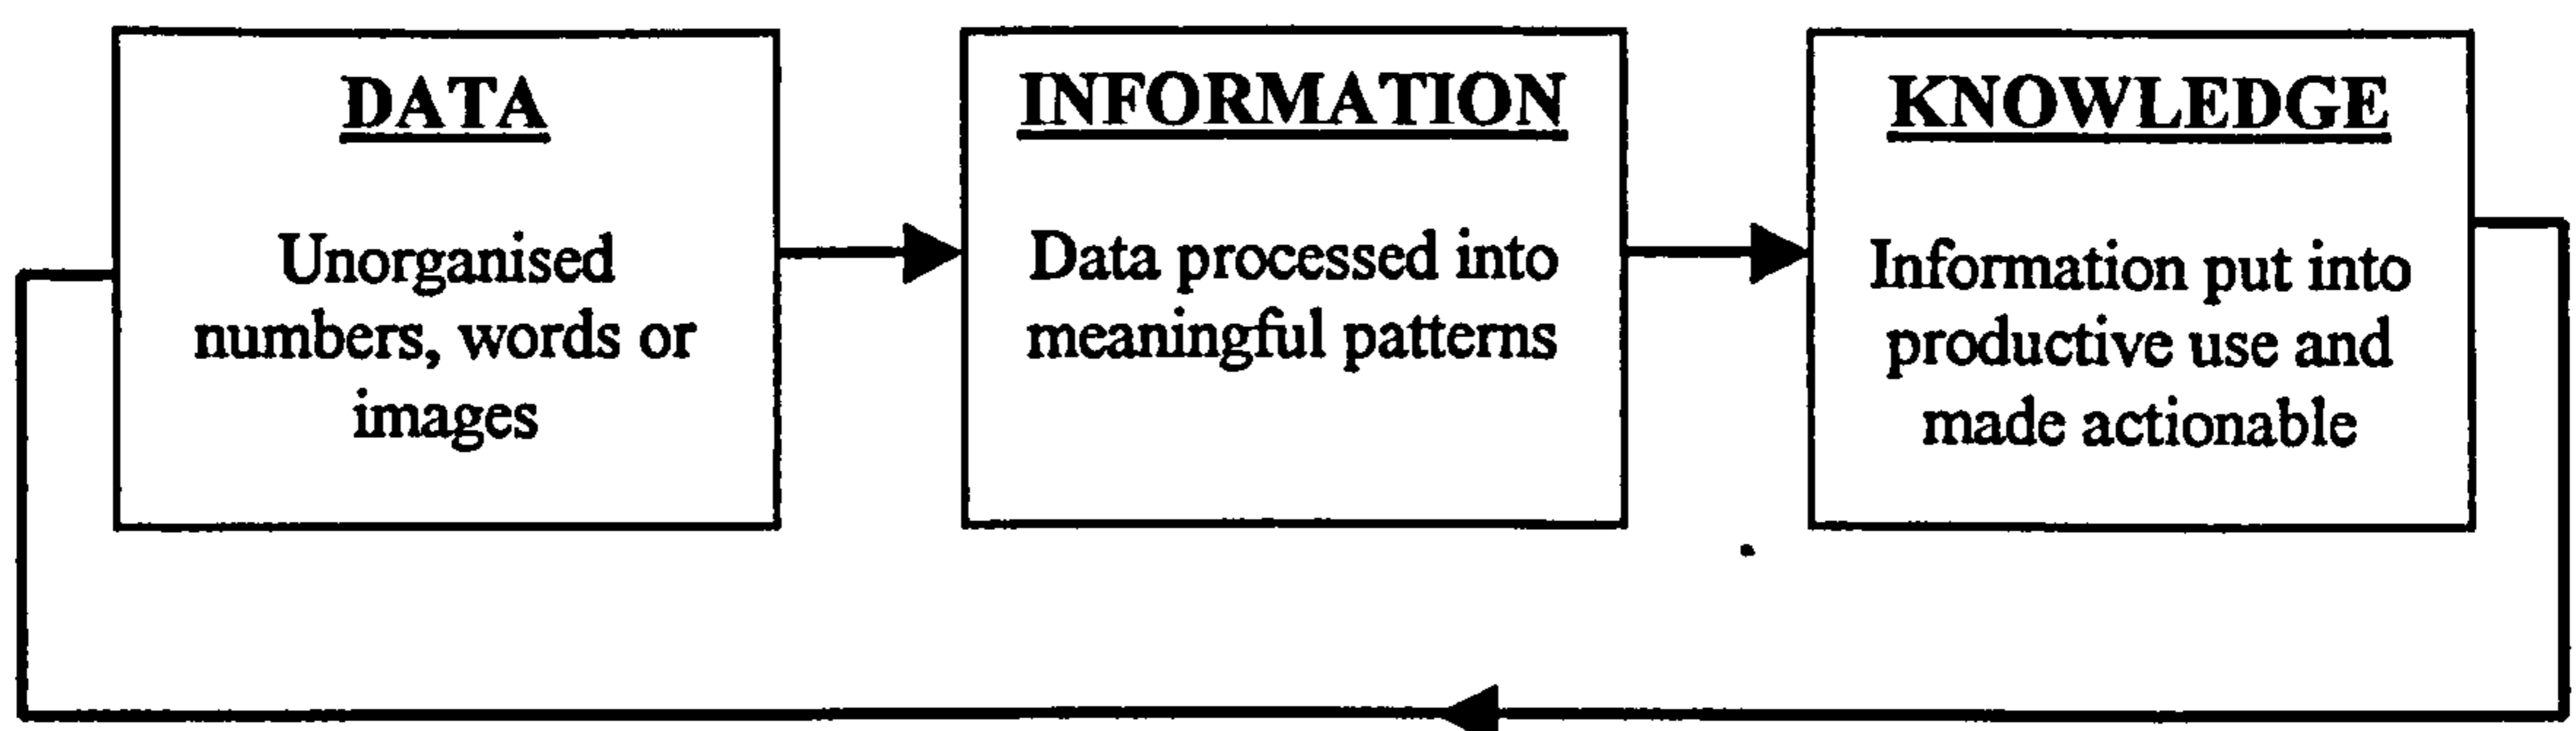 DATA
Unorganised
numbers, words or
images
INFORMATION
Data processed into
meaningful patterns
KNOWLEDGE
Information put into
productive use and
made actionable